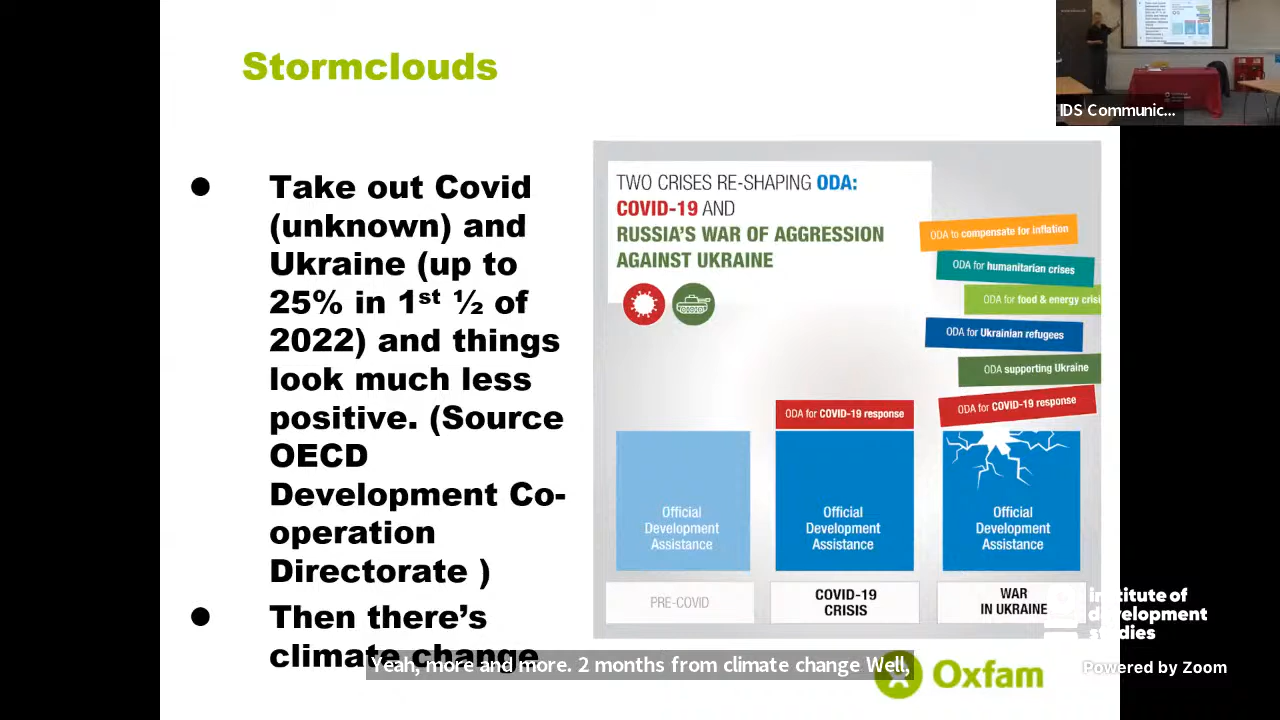 Stormclouds
● Take out Covid
(unknown) and
Ukraine (up to
25% in 1st ½ of
2022) and things
look much less
positive. (Source
OECD
Development Co-
operation
Directorate )
● Then there's
climate change
TWO CRISES RE-SHAPING ODA:
COVID-19 AND
RUSSIA'S WAR OF AGGRESSION
AGAINST UKRAINE
ODA to compensate for inflation
ODA for humanitarian crises
ODA for food & energy crisi
ODA for Ukrainian refugees
ODA supporting Ukraine
ODA for COVID-19 response
ODA for COVID-19 response
Official
Development
Assistance
Official
Development
Assistance
Official
Development
Assistance
PRE-COVID
COVID-19
CRISIS
WAR
IN UKRAINE
IDS Communic...
institute of
development
studies
Yeah, more and more. 2 months from climate change Well,
Oxfam
Powered by Zoom